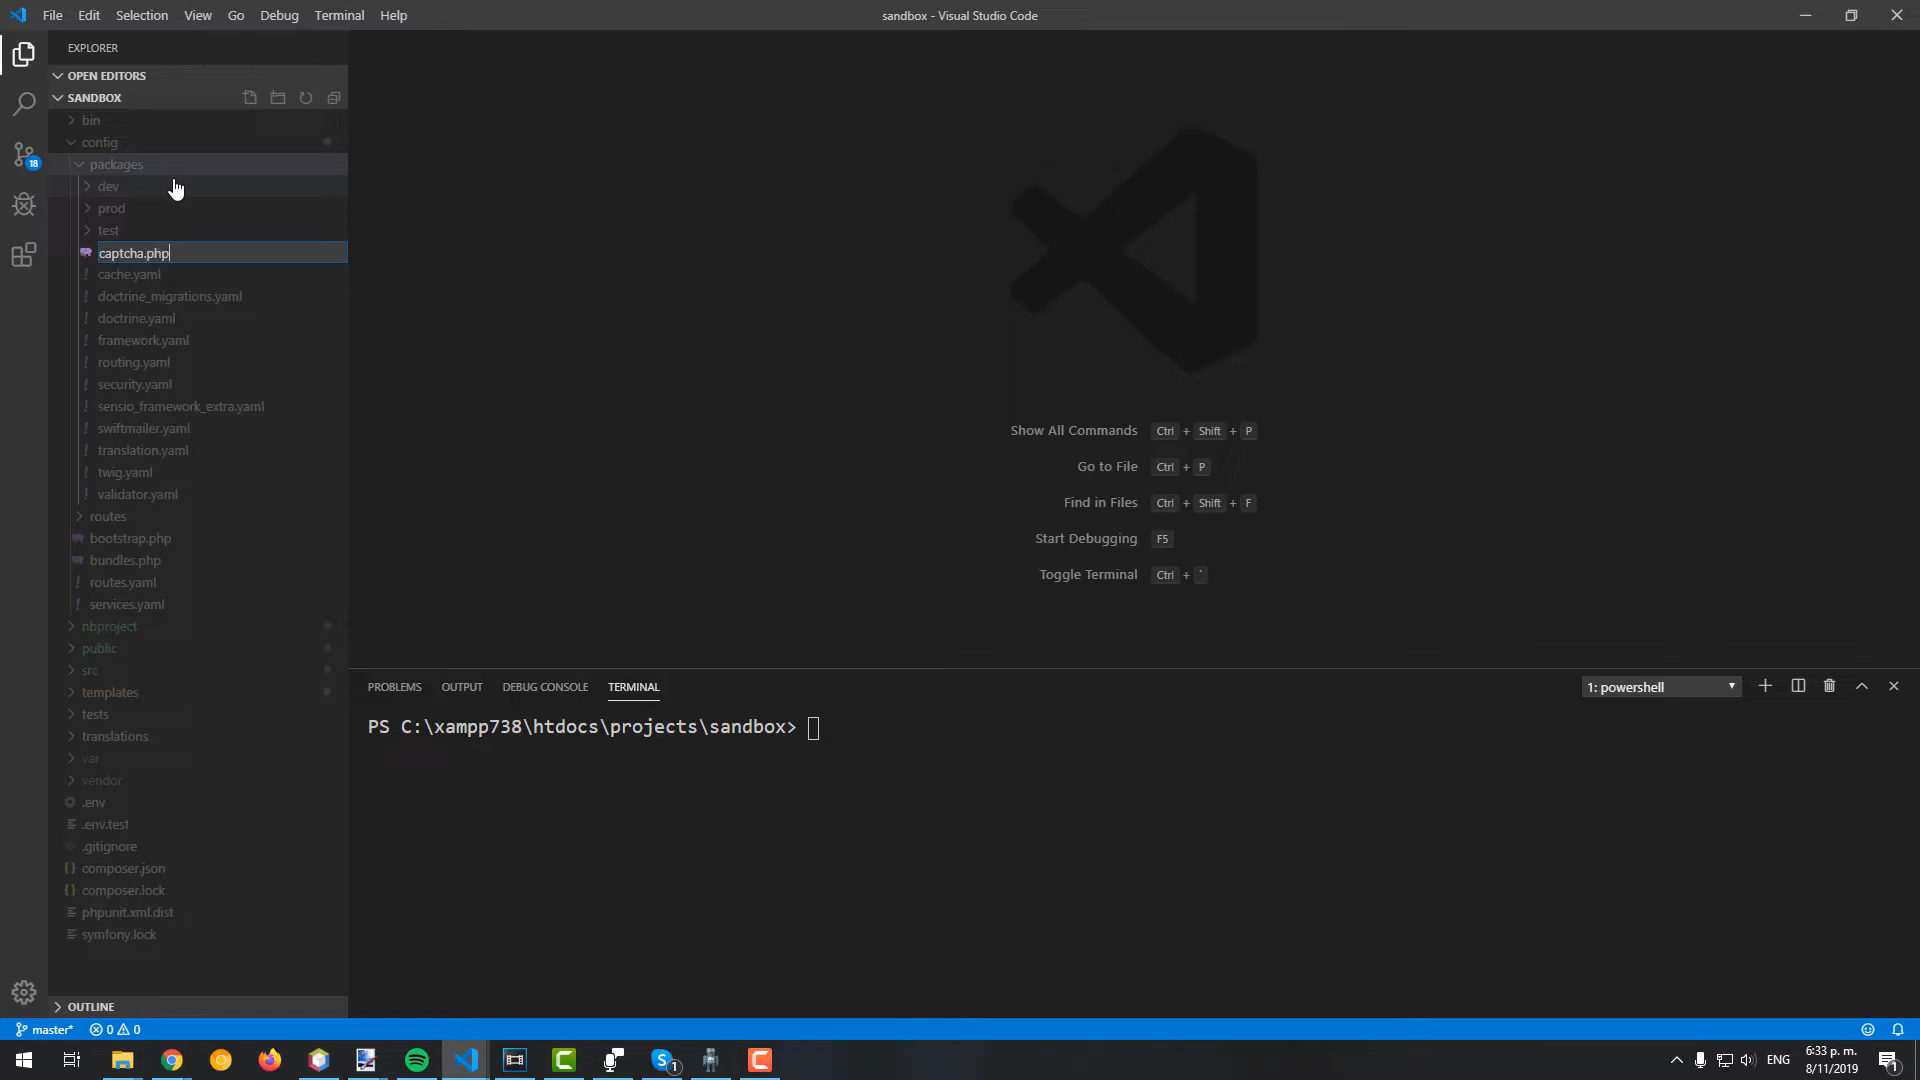 File Edit Selection View Go Debug Terminal Help
sandbox - Visual Studio Code
EXPLORER
OPEN EDITORS
SANDBOX
bin
config
packages
dev
prod
test
captcha.php
! cache.yaml
! doctrine_migrations.yaml
! doctrine.yaml
! framework.yaml
! routing.yaml
! security.yaml
! sensio_framework_extra.yaml
! swiftmailer.yaml
! translation.yaml
! twig.yaml
! validator.yaml
routes
bootstrap.php
bundles.php
! routes.yaml
! services.yaml
nbproject
public
src
templates
tests
translations
var
vendor
.env
.env.test
.gitignore
{} composer.json
{} composer.lock
phpunit.xml.dist
symfony.lock
OUTLINE
18
Show All Commands Ctrl + Shift + P
Go to File Ctrl + P
Find in Files Ctrl + Shift + F
Start Debugging F5
Toggle Terminal Ctrl + `
PROBLEMS OUTPUT DEBUG CONSOLE TERMINAL
1: powershell
PS C:\xampp738\htdocs\projects\sandbox>
master* 0 0
1
ENG
6:33 p. m.
8/11/2019
1